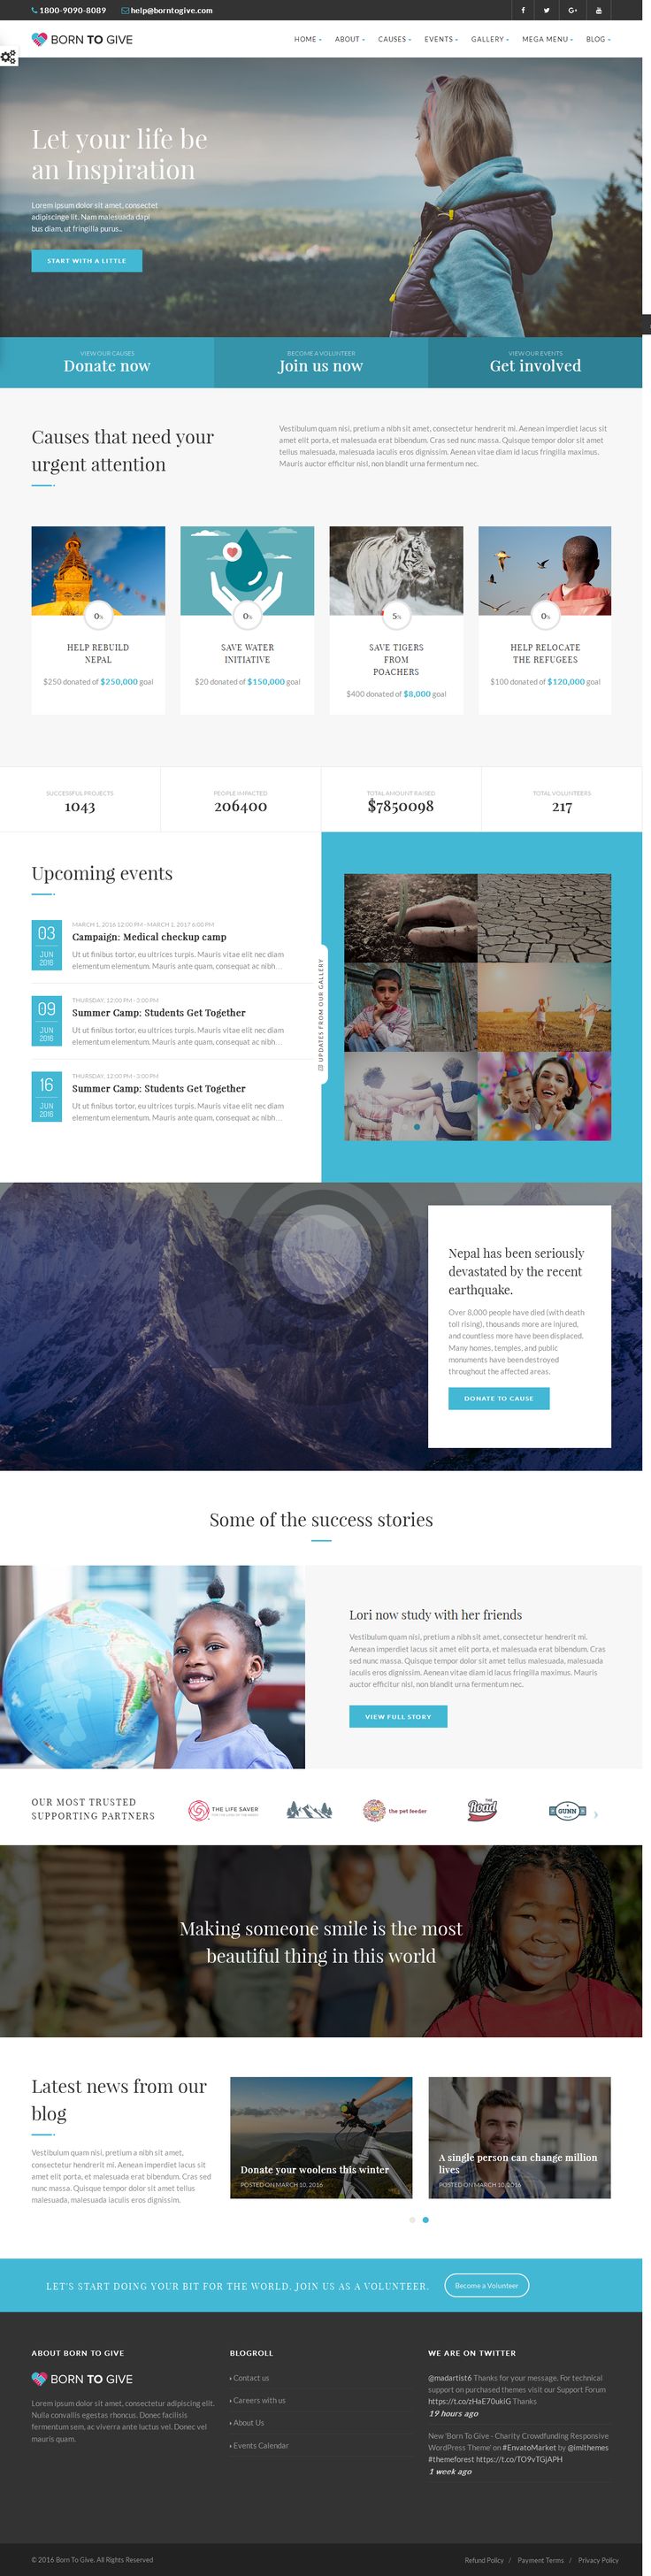 1800-9090-8089 help@borntogive.com
BORN TO GIVE
HOME ABOUT CAUSES EVENTS GALLERY MEGA MENU BLOG
Let your life be
an Inspiration
Lorem ipsum dolor sit amet, consectet
adipiscinge lit. Nam malesuada dapi
bus diam, ut fringilla purus..
START WITH A LITTLE
VIEW OUR CAUSES
Donate now
BECOME A VOLUNTEER
Join us now
VIEW OUR EVENTS
Get involved
Causes that need your
urgent attention
Vestibulum quam nisi, pretium a nibh sit amet, consectetur hendrerit mi. Aenean imperdiet lacus sit
amet elit porta, et malesuada erat bibendum. Cras sed nunc massa. Quisque tempor dolor sit amet
tellus malesuada, malesuada iaculis eros dignissim. Aenean vitae diam id lacus fringilla maximus.
Mauris auctor efficitur nisl, non blandit urna fermentum nec.
0%
HELP REBUILD
NEPAL
$250 donated of $250,000 goal
0%
SAVE WATER
INITIATIVE
$20 donated of $150,000 goal
5%
SAVE TIGERS
FROM
POACHERS
$400 donated of $8,000 goal
0%
HELP RELOCATE
THE REFUGEES
$100 donated of $120,000 goal
SUCCESSFUL PROJECTS
1043
PEOPLE IMPACTED
206400
TOTAL AMOUNT RAISED
$7850098
TOTAL VOLUNTEERS
217
Upcoming events
03
JUN
2016
MARCH 1, 2016 12:00 PM - MARCH 1, 2017 6:00 PM
Campaign: Medical checkup camp
Ut ut finibus tortor, eu ultrices turpis. Mauris vitae elit nec diam
elementum elementum. Mauris ante quam, consequat ac nibh…
09
JUN
2016
THURSDAY, 12:00 PM - 3:00 PM
Summer Camp: Students Get Together
Ut ut finibus tortor, eu ultrices turpis. Mauris vitae elit nec diam
elementum elementum. Mauris ante quam, consequat ac nibh…
16
JUN
2016
THURSDAY, 12:00 PM - 3:00 PM
Summer Camp: Students Get Together
Ut ut finibus tortor, eu ultrices turpis. Mauris vitae elit nec diam
elementum elementum. Mauris ante quam, consequat ac nibh…
UPDATES FROM OUR GALLERY
Nepal has been seriously
devastated by the recent
earthquake.
Over 8,000 people have died (with death
toll rising), thousands more are injured,
and countless more have been displaced.
Many homes, temples, and public
monuments have been destroyed
throughout the affected areas.
DONATE TO CAUSE
Some of the success stories
Lori now study with her friends
Vestibulum quam nisi, pretium a nibh sit amet, consectetur hendrerit mi.
Aenean imperdiet lacus sit amet elit porta, et malesuada erat bibendum. Cras
sed nunc massa. Quisque tempor dolor sit amet tellus malesuada, malesuada
iaculis eros dignissim. Aenean vitae diam id lacus fringilla maximus. Mauris
auctor efficitur nisl, non blandit urna fermentum nec.
VIEW FULL STORY
OUR MOST TRUSTED
SUPPORTING PARTNERS
THE LIFE SAVER
the pet feeder
THE Road
GUNN
Making someone smile is the most
beautiful thing in this world
Latest news from our
blog
Vestibulum quam nisi, pretium a nibh sit amet,
consectetur hendrerit mi. Aenean imperdiet lacus sit
amet elit porta, et malesuada erat bibendum. Cras sed
nunc massa. Quisque tempor dolor sit amet tellus
malesuada, malesuada iaculis eros dignissim.
Donate your woolens this winter
POSTED ON MARCH 10, 2016
A single person can change million
lives
POSTED ON MARCH 10, 2016
LET'S START DOING YOUR BIT FOR THE WORLD. JOIN US AS A VOLUNTEER.
Become a Volunteer
ABOUT BORN TO GIVE
BORN TO GIVE
Lorem ipsum dolor sit amet, consectetur adipiscing elit.
Nulla convallis egestas rhoncus. Donec facilisis
fermentum sem, ac viverra ante luctus vel. Donec vel
mauris quam.
BLOGROLL
Contact us
Careers with us
About Us
Events Calendar
WE ARE ON TWITTER
@madartist6 Thanks for your message. For technical
support on purchased themes visit our Support Forum
https://t.co/zHaE70ukiG Thanks
19 hours ago
New 'Born To Give - Charity Crowdfunding Responsive
WordPress Theme' on #EnvatoMarket by @imithemes
#themeforest https://t.co/TO9vTGjAPH
1 week ago
© 2016 Born To Give. All Rights Reserved
Refund Policy / Payment Terms / Privacy Policy